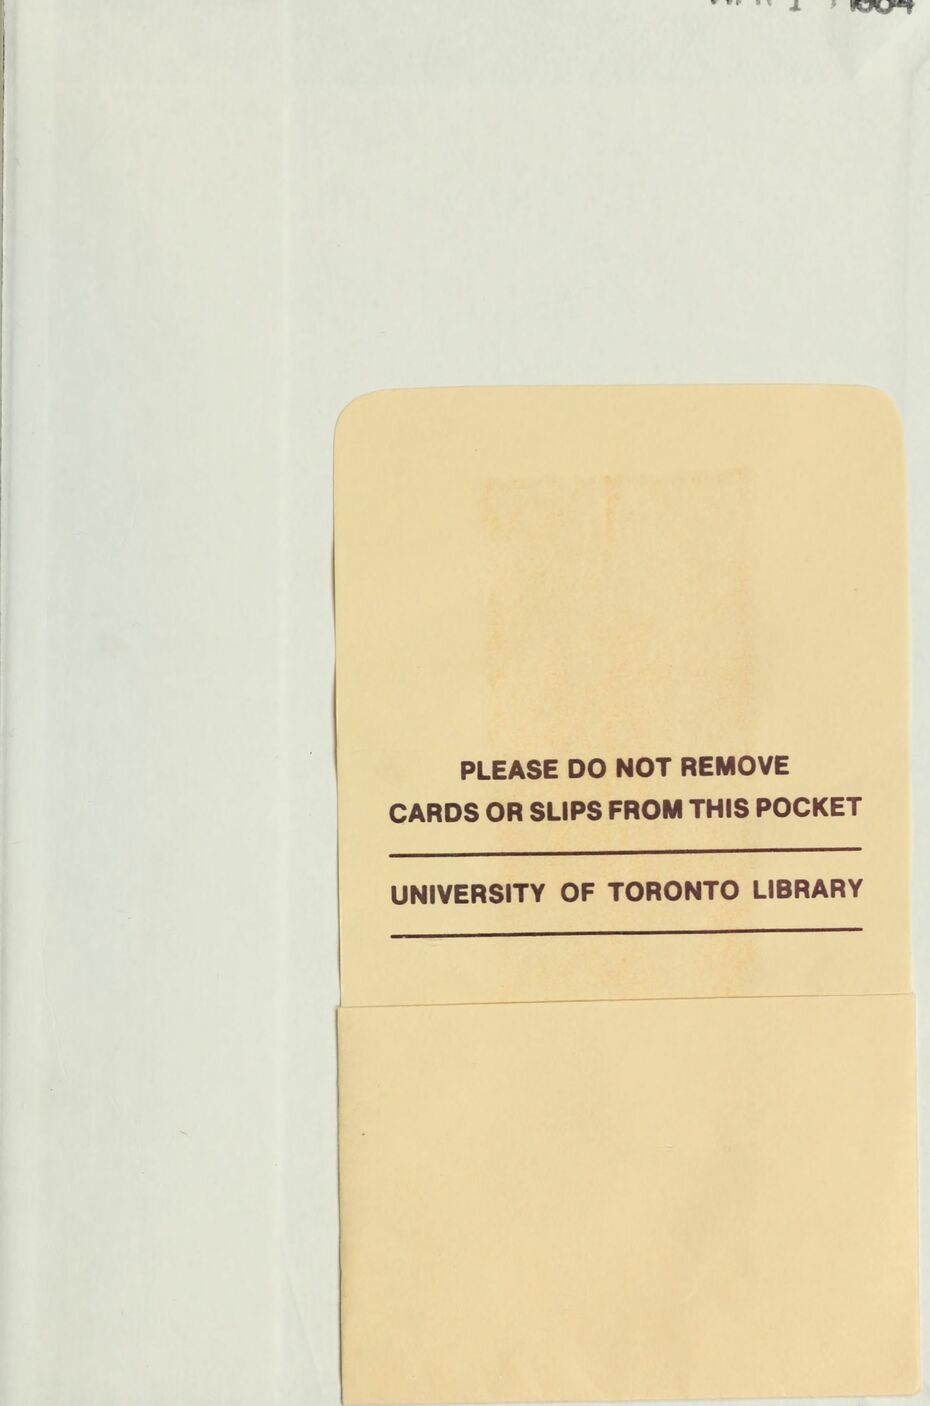 PLEASE DO NOT REMOVE
CARDS OR SLIPS FROM THIS POCKET
UNIVERSITY OF TORONTO LIBRARY